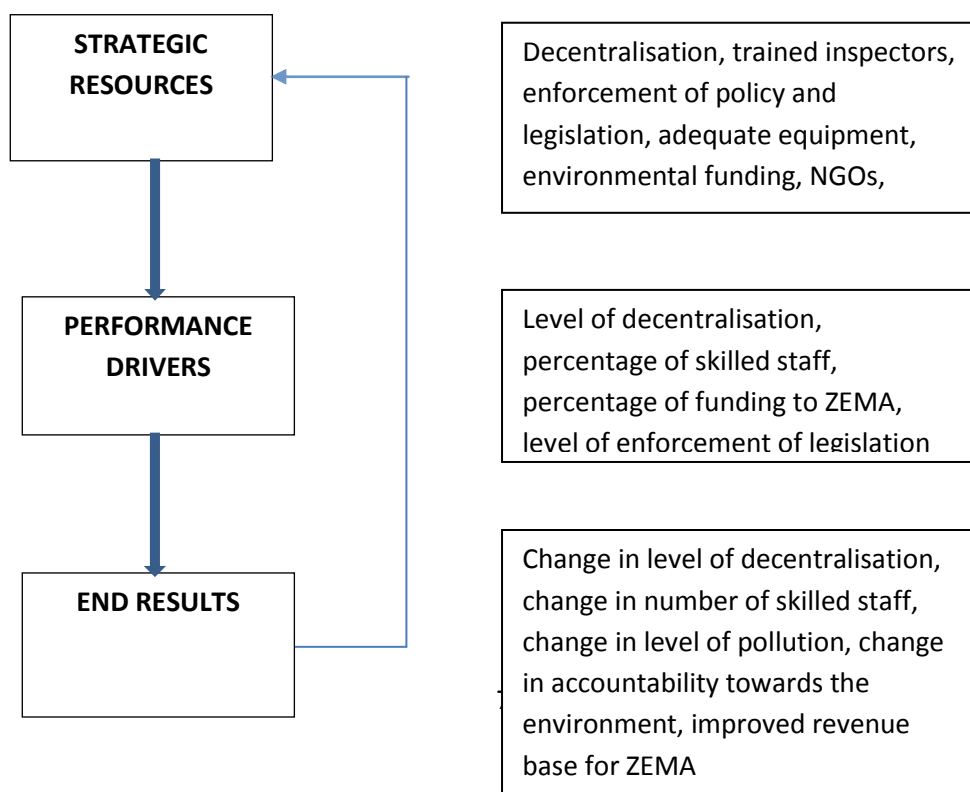 STRATEGIC
RESOURCES
Decentralisation, trained inspectors,
enforcement of policy and
legislation, adequate equipment,
environmental funding, NGOs,
PERFORMANCE
DRIVERS
Level of decentralisation,
percentage of skilled staff,
percentage of funding to ZEMA,
level of enforcement of legislation
END RESULTS
Change in level of decentralisation,
change in number of skilled staff,
change in level of pollution, change
in accountability towards the
environment, improved revenue
base for ZEMA